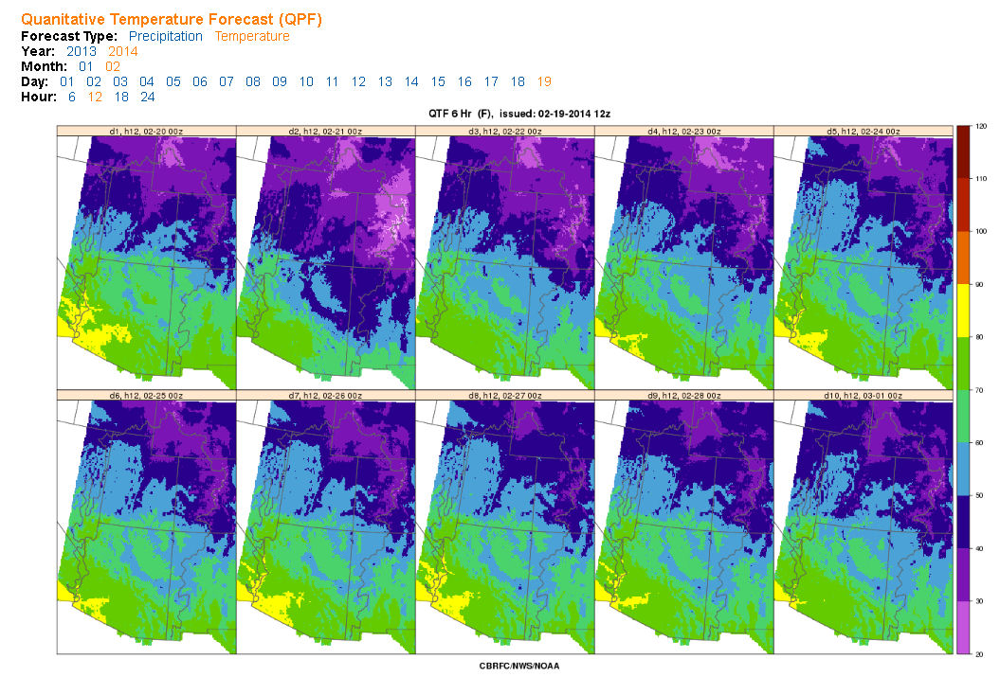 Quanitative Temperature Forecast (QPF)
Forecast Type: Precipitation Temperature
Year: 2013 2014
Month: 01 02
Day: 01 02 03 04 05 06 07 08 09 10 11 12 13 14 15 16 17 18 19
Hour: 6 12 18 24
QTF 6 Hr (F), issued: 02-19-2014 12z
d1, h12, 02-20 00z d2, h12, 02-21 00z d3, h12, 02-22 00z d4, h12, 02-23 00z d5, h12, 02-24 00z
d6, h12, 02-25 00z d7, h12, 02-26 00z d8, h12, 02-27 00z d9, h12, 02-28 00z d10, h12, 03-01 00z
120
110
100
90
80
70
60
50
40
30
20
CBRFC/NWS/NOAA